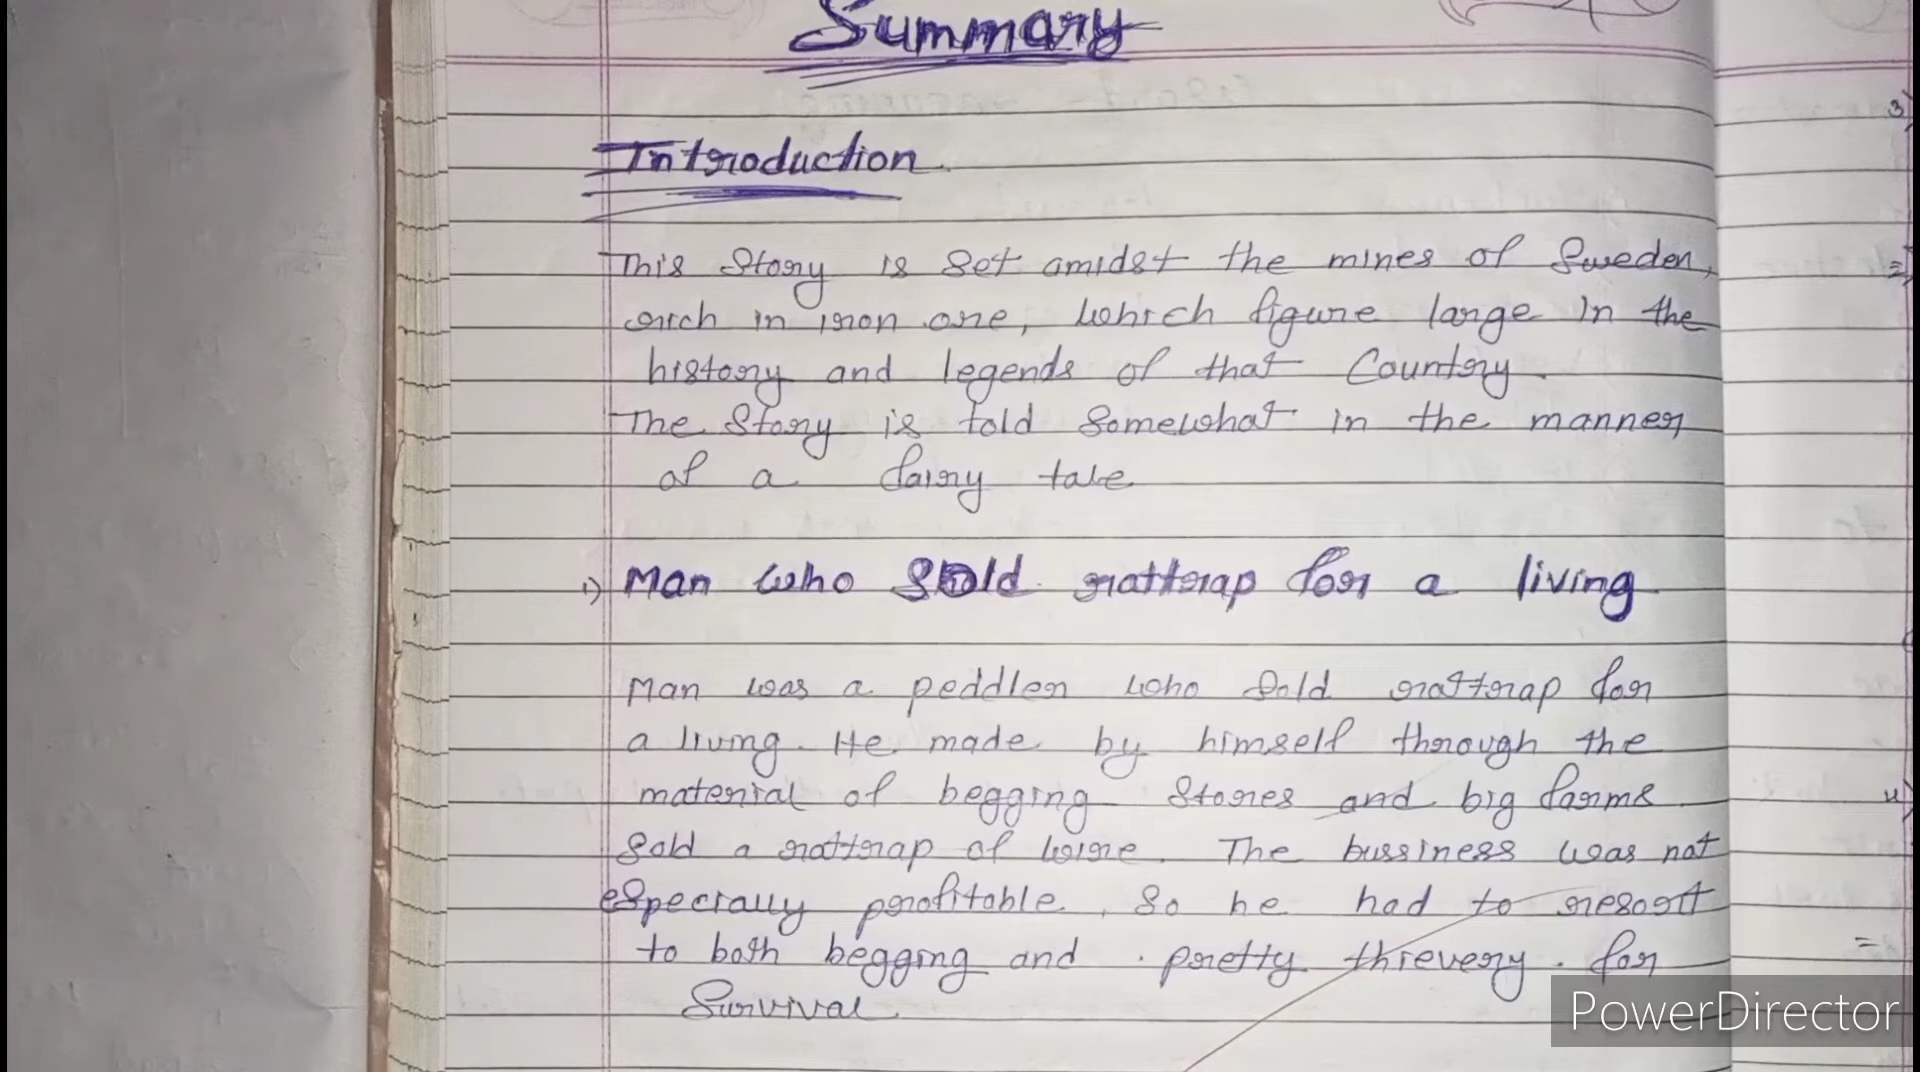 Summary
Introduction
This Story is set amidst the mines of Sweden,
rich in iron ore, which figure large in the
history and legends of that Country.
The Story is told somewhat in the manner
of a fairy tale
1) Man who sold rattrap for a living
Man was a peddler who sold rattrap for
a living. He made by himself through the
material of begging stores and big farms
sold a rattrap of wire. The bussiness was not
especially profitable, so he had to resort
to both begging and pretty thievery for
Survival.
3)
=
4)
=
PowerDirector